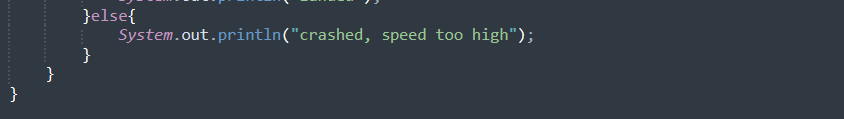 }else{
System.out.println("crashed, speed too high");
}
}
}